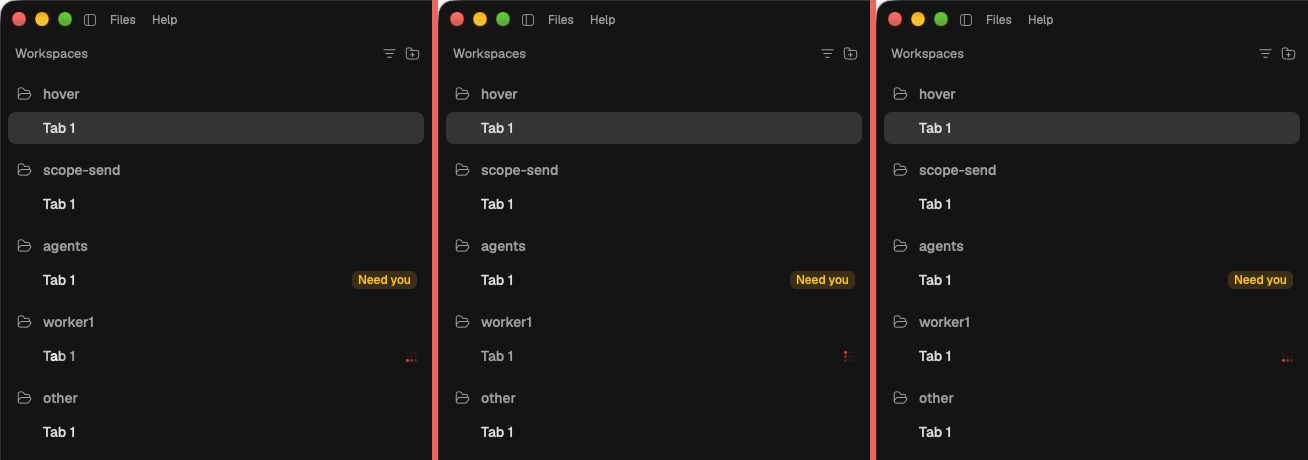 Files Help
Workspaces
hover
Tab 1
scope-send
Tab 1
agents
Tab 1 Need you
worker1
Tab 1
other
Tab 1
Files Help
Workspaces
hover
Tab 1
scope-send
Tab 1
agents
Tab 1 Need you
worker1
Tab 1
other
Tab 1
Files Help
Workspaces
hover
Tab 1
scope-send
Tab 1
agents
Tab 1 Need you
worker1
Tab 1
other
Tab 1